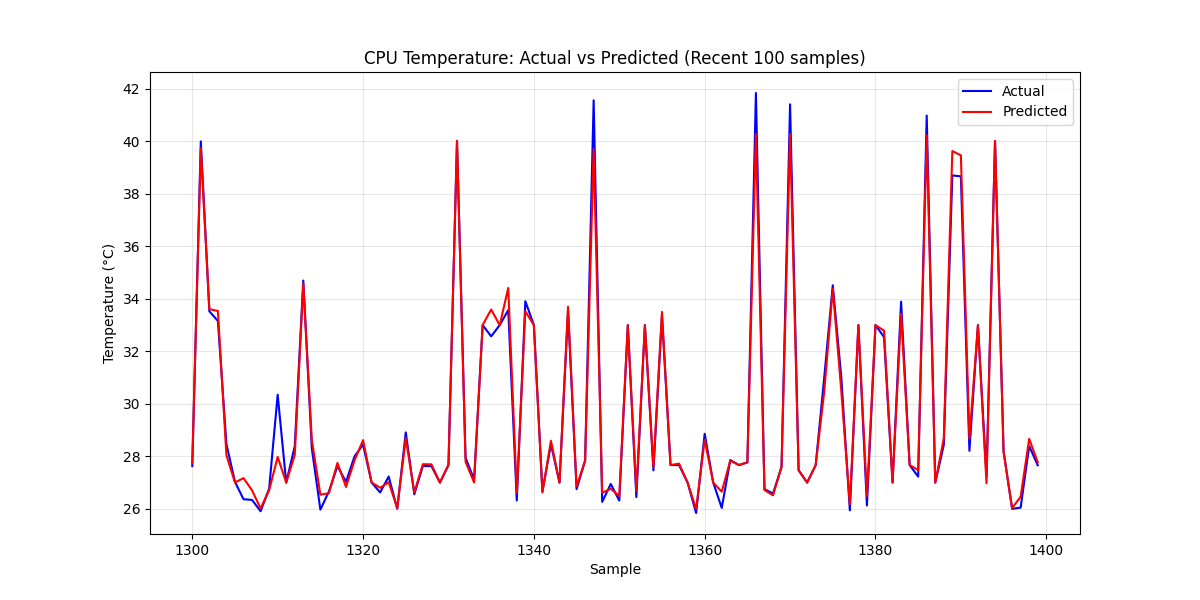 CPU Temperature: Actual vs Predicted (Recent 100 samples)
Actual
Predicted
Temperature (°C)
42
40
38
36
34
32
30
28
26
1300 1320 1340 1360 1380 1400
Sample